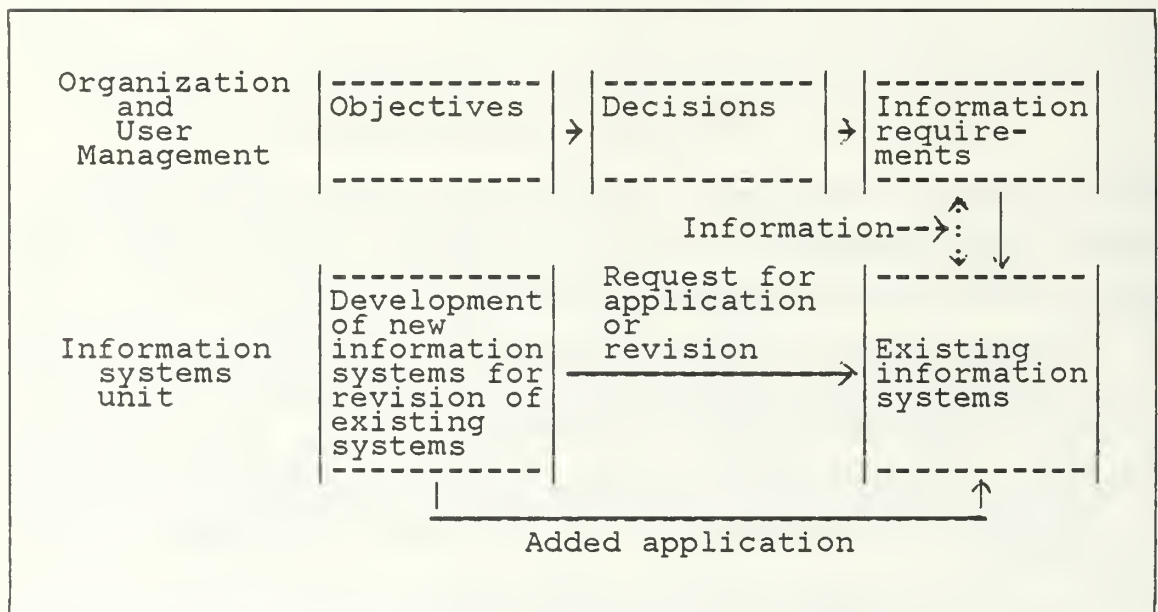 Organization
and
User
Management
Objectives
Decisions
Information
require-
ments
Information
Information
systems
unit
Development
of new
information
systems for
revision of
existing
systems
Request for
application
or
revision
Existing
information
systems
Added application